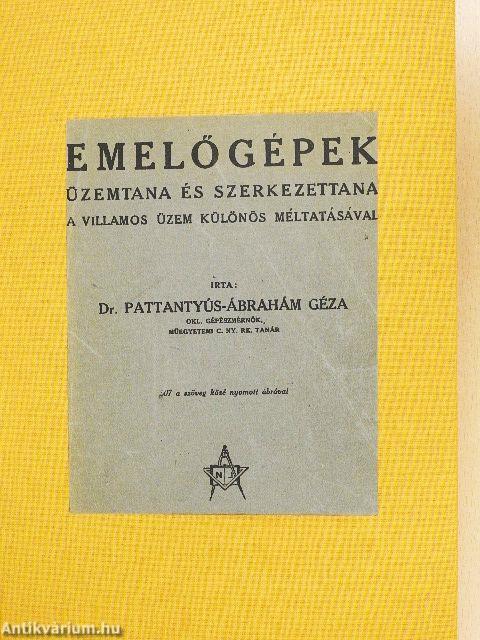 EMELŐGÉPEK
ÜZEMTANA ÉS SZERKEZETTANA
A VILLAMOS ÜZEM KÜLÖNÖS MÉLTATÁSÁVAL
IRTA:
Dr. PATTANTYÚS-ÁBRAHÁM GÉZA
OKL. GÉPÉSZMÉRNÖK,
MŰEGYETEMI C. NY. RK. TANÁR
a szöveg közé nyomott ábrával
N
Antikvárium.hu